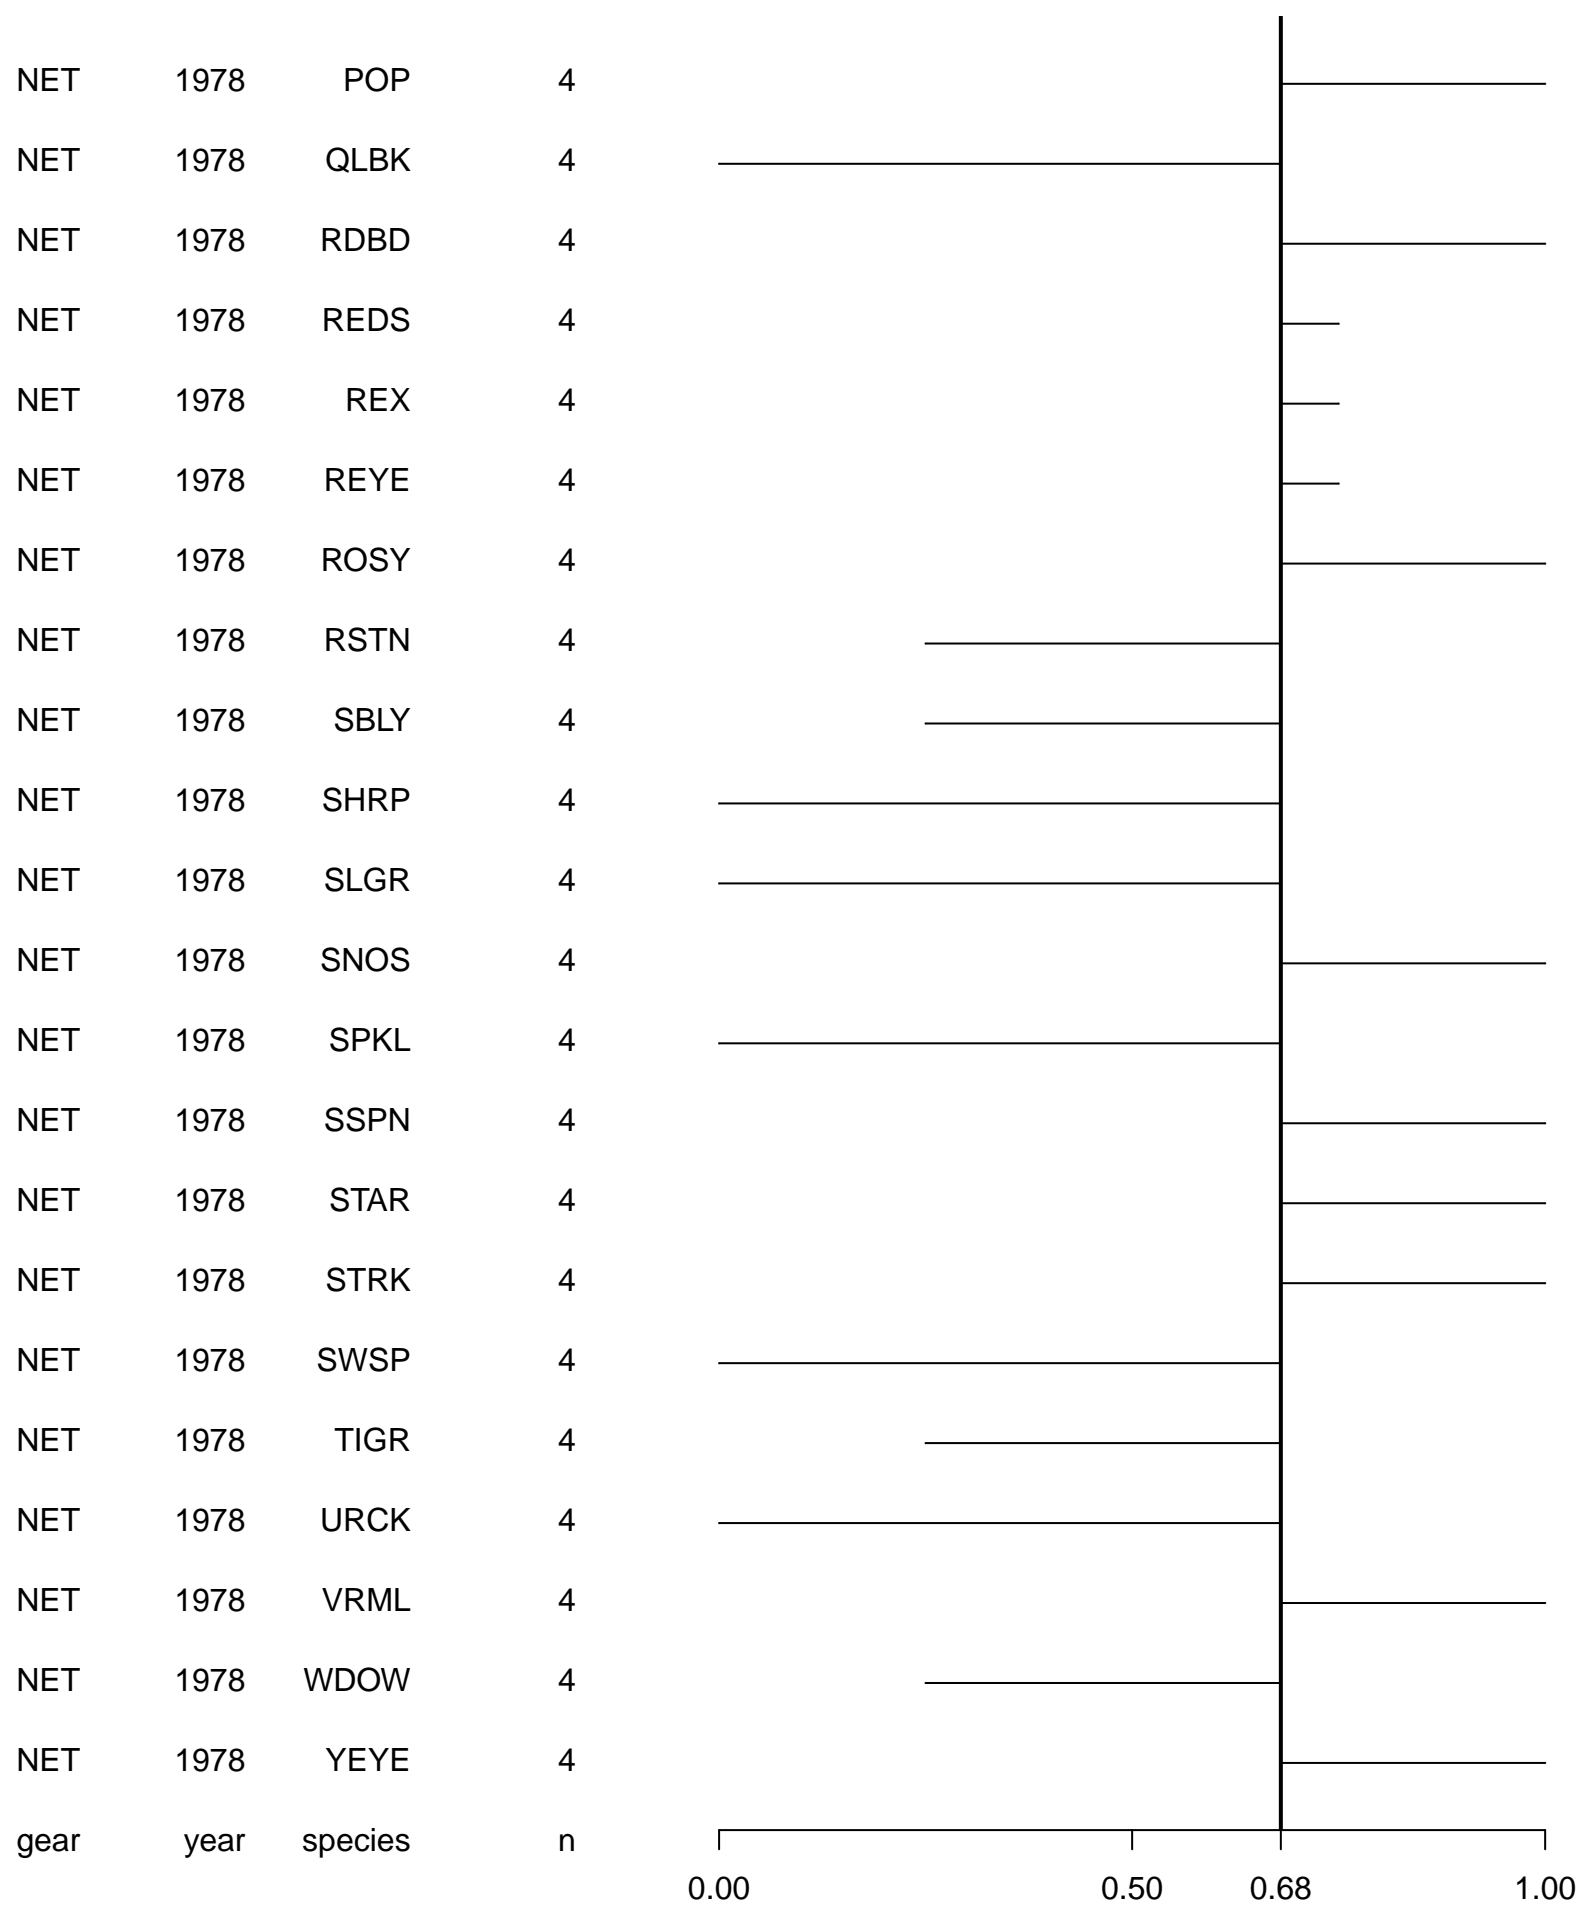 NET 1978 POP 4
NET 1978 QLBK 4
NET 1978 RDBD 4
NET 1978 REDS 4
NET 1978 REX 4
NET 1978 REYE 4
NET 1978 ROSY 4
NET 1978 RSTN 4
NET 1978 SBLY 4
NET 1978 SHRP 4
NET 1978 SLGR 4
NET 1978 SNOS 4
NET 1978 SPKL 4
NET 1978 SSPN 4
NET 1978 STAR 4
NET 1978 STRK 4
NET 1978 SWSP 4
NET 1978 TIGR 4
NET 1978 URCK 4
NET 1978 VRML 4
NET 1978 WDOW 4
NET 1978 YEYE 4
gear year species n
0.00 0.50 0.68 1.00